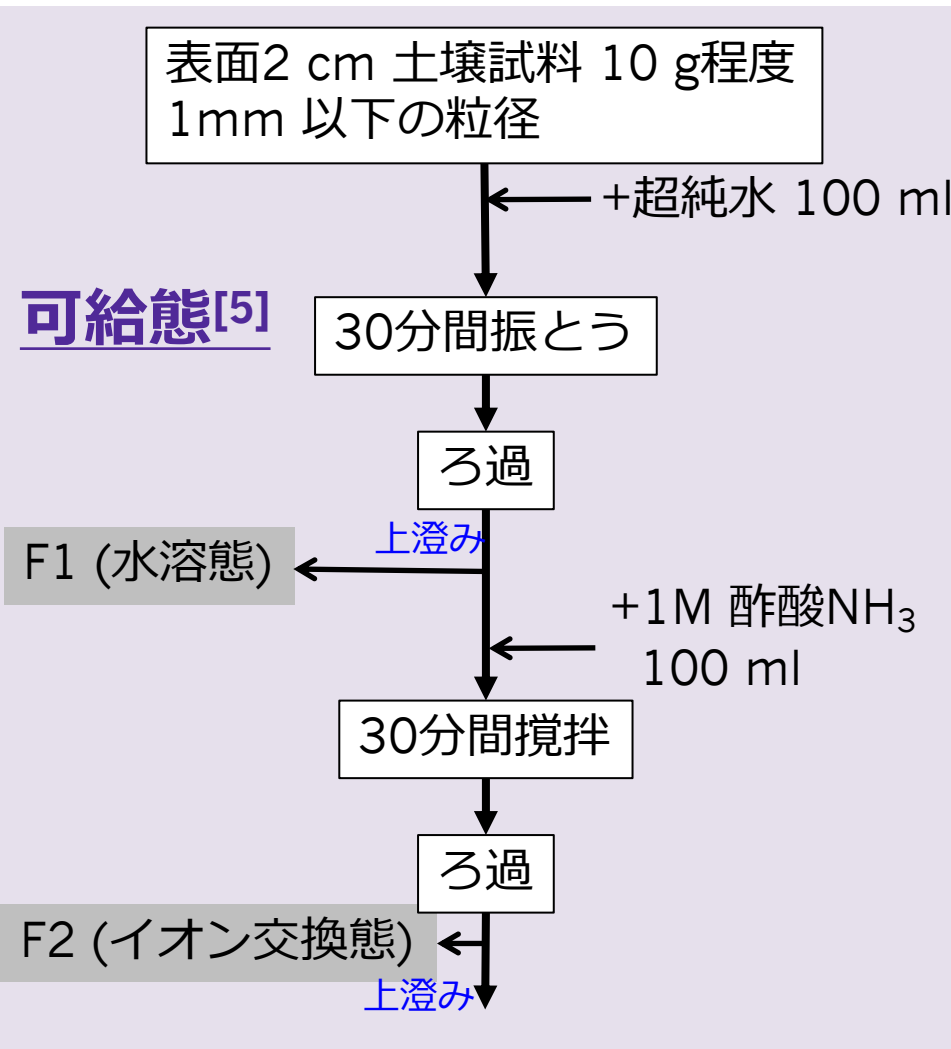 表面2 cm 土壌試料 10 g程度
1mm 以下の粒径
+超純水 100 ml
可給態[5]
30分間振とう
ろ過
上澄み
F1 (水溶態)
+1M 酢酸NH₃
100 ml
30分間撹拌
ろ過
F2 (イオン交換態)
上澄み